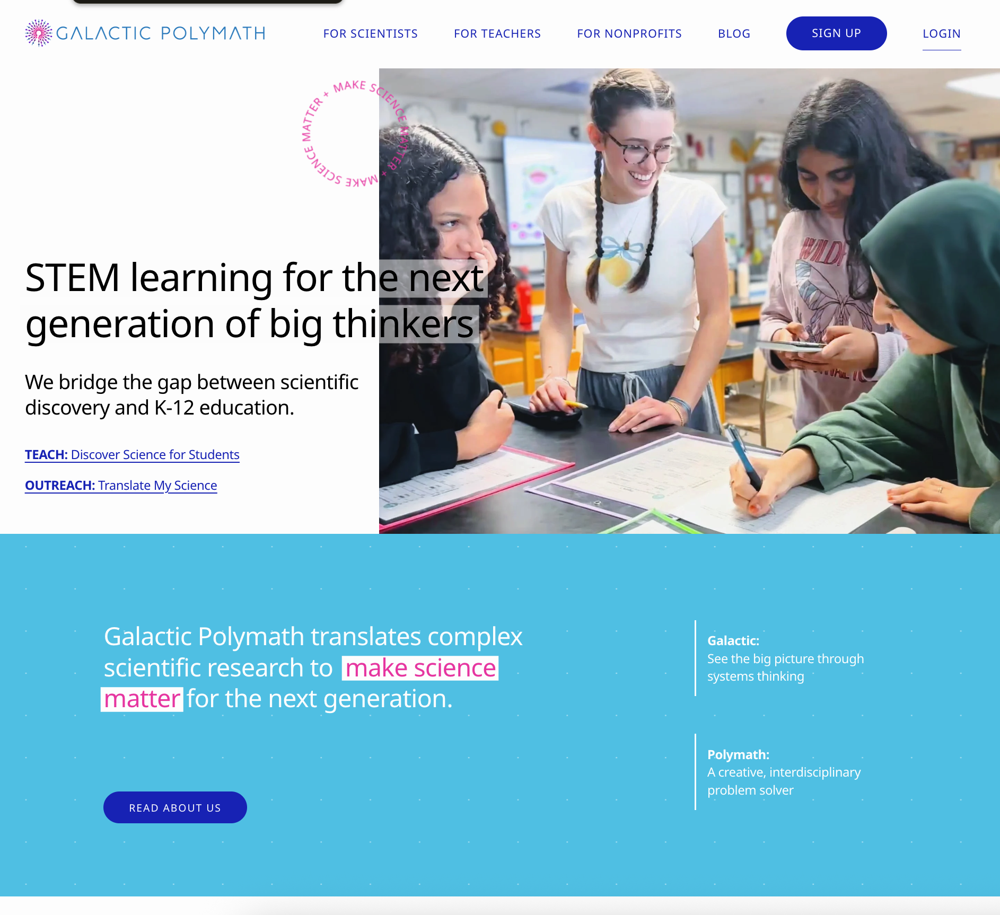 GALACTIC POLYMATH
FOR SCIENTISTS
FOR TEACHERS
FOR NONPROFITS
BLOG
SIGN UP
LOGIN
MAKE SCIENCE MATTER + MAKE SCIENCE MATTER +
STEM learning for the next
generation of big thinkers
We bridge the gap between scientific
discovery and K-12 education.
TEACH: Discover Science for Students
OUTREACH: Translate My Science
Galactic Polymath translates complex
scientific research to make science
matter for the next generation.
READ ABOUT US
Galactic:
See the big picture through
systems thinking
Polymath:
A creative, interdisciplinary
problem solver